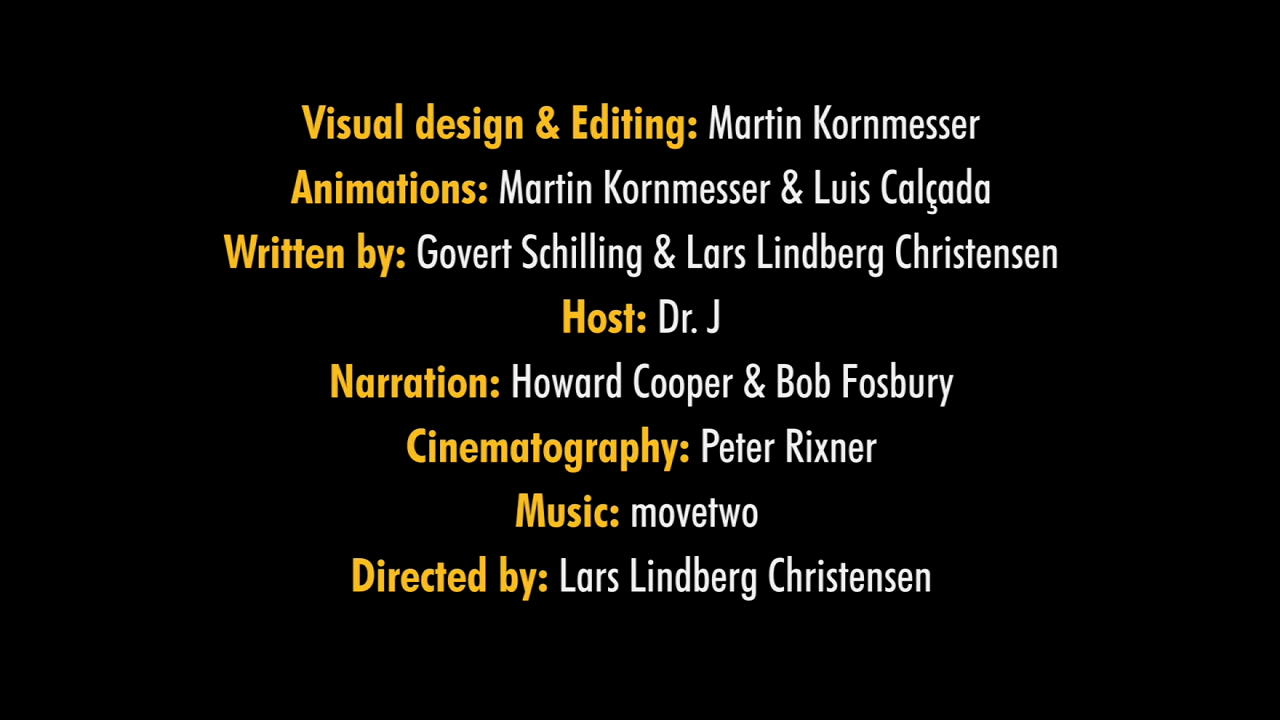 Visual design & Editing: Martin Kornmesser
Animations: Martin Kornmesser & Luis Calçada
Written by: Govert Schilling & Lars Lindberg Christensen
Host: Dr. J
Narration: Howard Cooper & Bob Fosbury
Cinematography: Peter Rixner
Music: movetwo
Directed by: Lars Lindberg Christensen